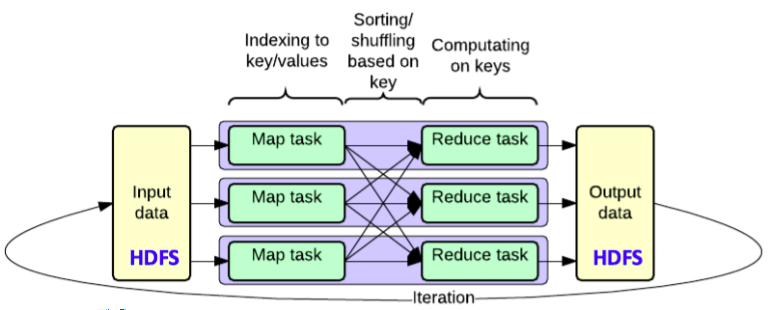 Indexing to
key/values
Sorting/
shuffling
based on
key
Computating
on keys
Input
data
HDFS
Map task
Reduce task
Map task
Reduce task
Map task
Reduce task
Output
data
HDFS
Iteration